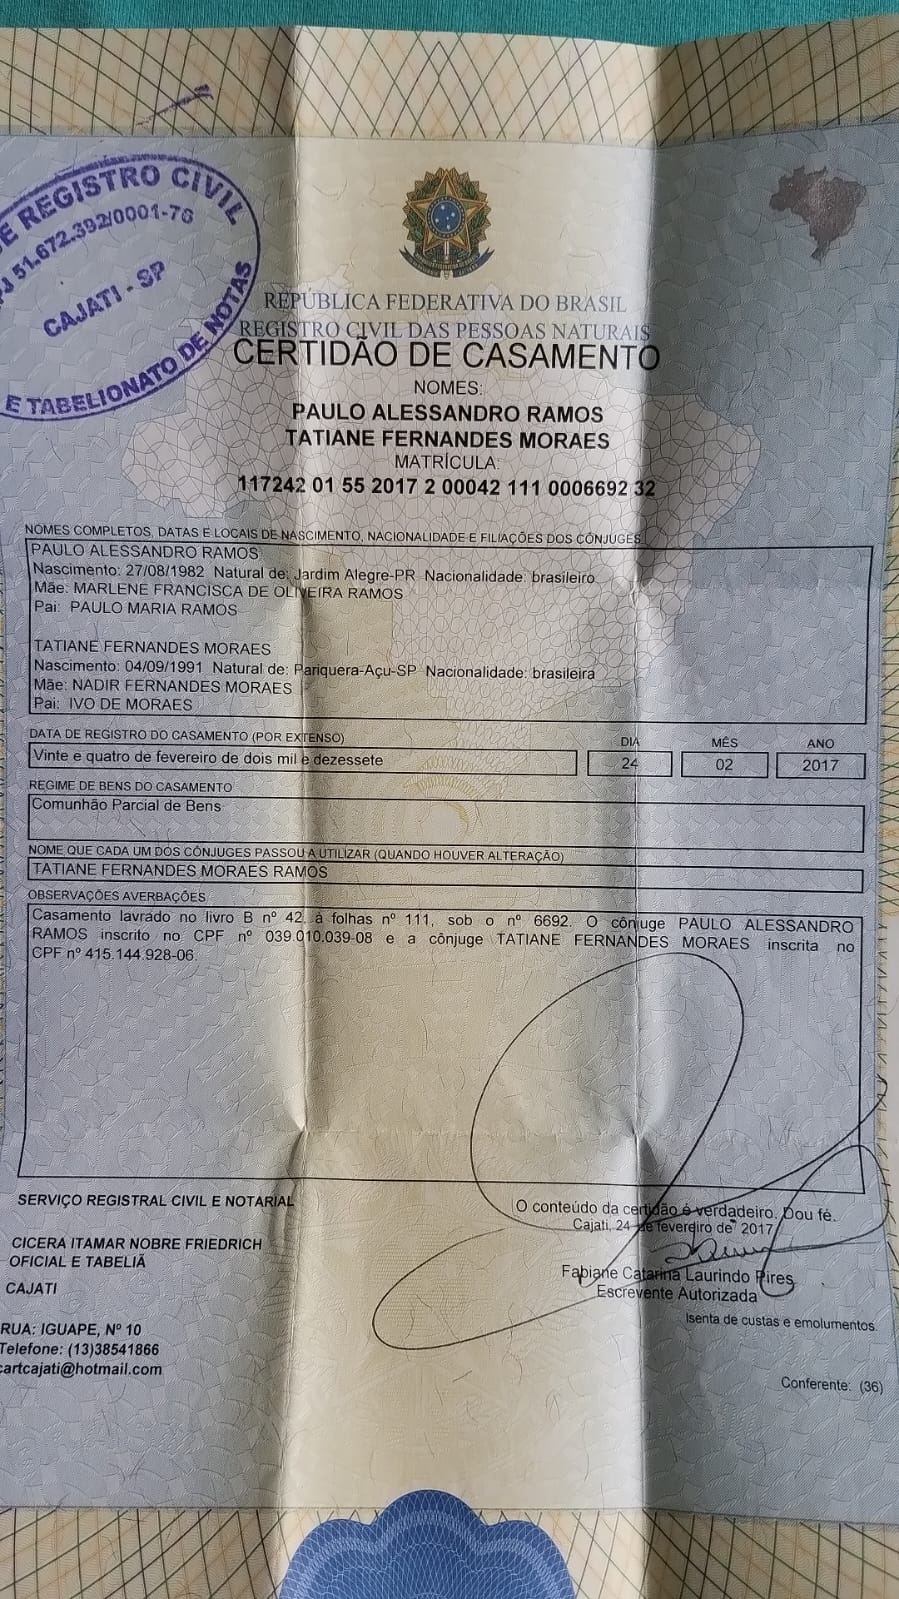 E REGISTRO CIVIL
51.672.392/0001-76
CAJATI - SP
E TABELIONATO DE NOTAS
REPÚBLICA FEDERATIVA DO BRASIL
REGISTRO CIVIL DAS PESSOAS NATURAIS
CERTIDÃO DE CASAMENTO
NOMES:
PAULO ALESSANDRO RAMOS
TATIANE FERNANDES MORAES
MATRÍCULA:
117242 01 55 2017 2 00042 111 0006692 32
NOMES COMPLETOS, DATAS E LOCAIS DE NASCIMENTO, NACIONALIDADE E FILIAÇÕES DOS CÔNJUGES
PAULO ALESSANDRO RAMOS
Nascimento: 27/08/1982 Natural de: Jardim Alegre-PR Nacionalidade: brasileiro
Mãe: MARLENE FRANCISCA DE OLIVEIRA RAMOS
Pai: PAULO MARIA RAMOS
TATIANE FERNANDES MORAES
Nascimento: 04/09/1991 Natural de: Pariquera-Açu-SP Nacionalidade: brasileira
Mãe: NADIR FERNANDES MORAES
Pai: IVO DE MORAES
DATA DE REGISTRO DO CASAMENTO (POR EXTENSO) DIA MÊS ANO
Vinte e quatro de fevereiro de dois mil e dezessete 24 02 2017
REGIME DE BENS DO CASAMENTO
Comunhão Parcial de Bens
NOME QUE CADA UM DOS CÔNJUGES PASSOU A UTILIZAR (QUANDO HOUVER ALTERAÇÃO)
TATIANE FERNANDES MORAES RAMOS
OBSERVAÇÕES AVERBAÇÕES
Casamento lavrado no livro B nº 42. à folhas nº 111, sob o nº 6692. O cônjuge PAULO ALESSANDRO
RAMOS inscrito no CPF nº 039.010.039-08 e a cônjuge TATIANE FERNANDES MORAES inscrita no
CPF nº 415.144.928-06.
SERVIÇO REGISTRAL CIVIL E NOTARIAL
CICERA ITAMAR NOBRE FRIEDRICH
OFICIAL E TABELIÃ
CAJATI
RUA: IGUAPE, Nº 10
Telefone: (13)38541866
cartcajati@hotmail.com
O conteúdo da certidão é verdadeiro. Dou fé.
Cajati, 24 de fevereiro de 2017
Fabiane Catarina Laurindo Pires
Escrevente Autorizada
Isenta de custas e emolumentos.
Conferente: (36)